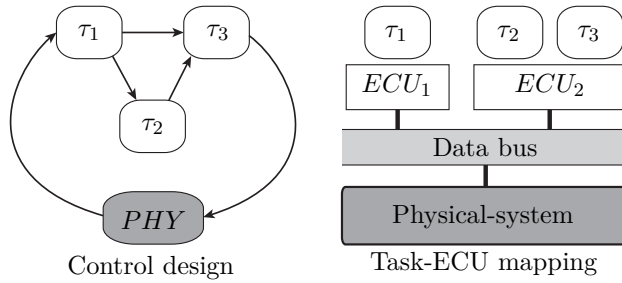 τ1
τ3
τ2
PHY
Control design
τ1
τ2
τ3
ECU1
ECU2
Data bus
Physical-system
Task-ECU mapping